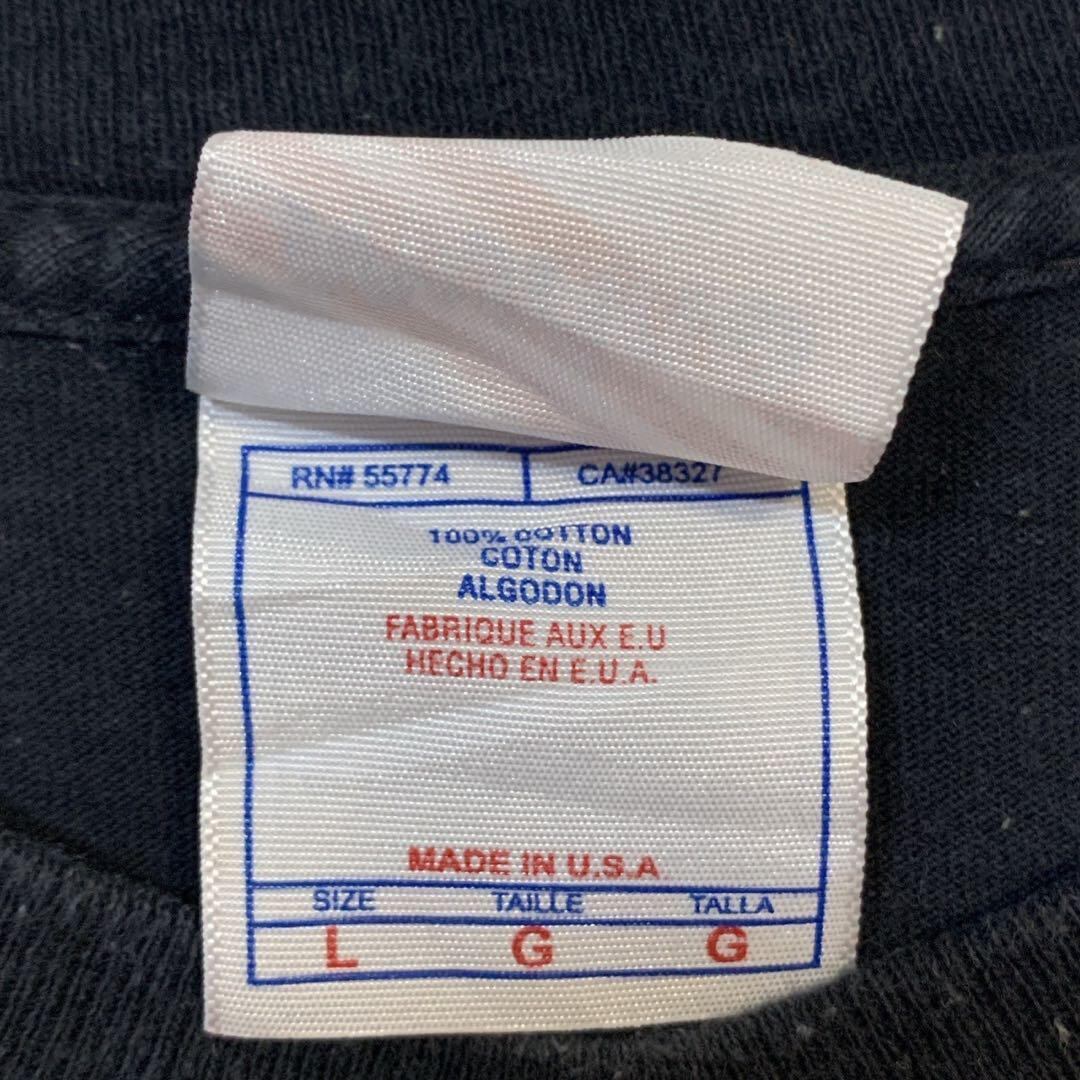 RN# 55774 CA#38327
100% COTTON
COTON
ALGODON
FABRIQUE AUX E.U
HECHO EN E.U.A.
MADE IN U.S.A
SIZE TAILLE TALLA
L G G